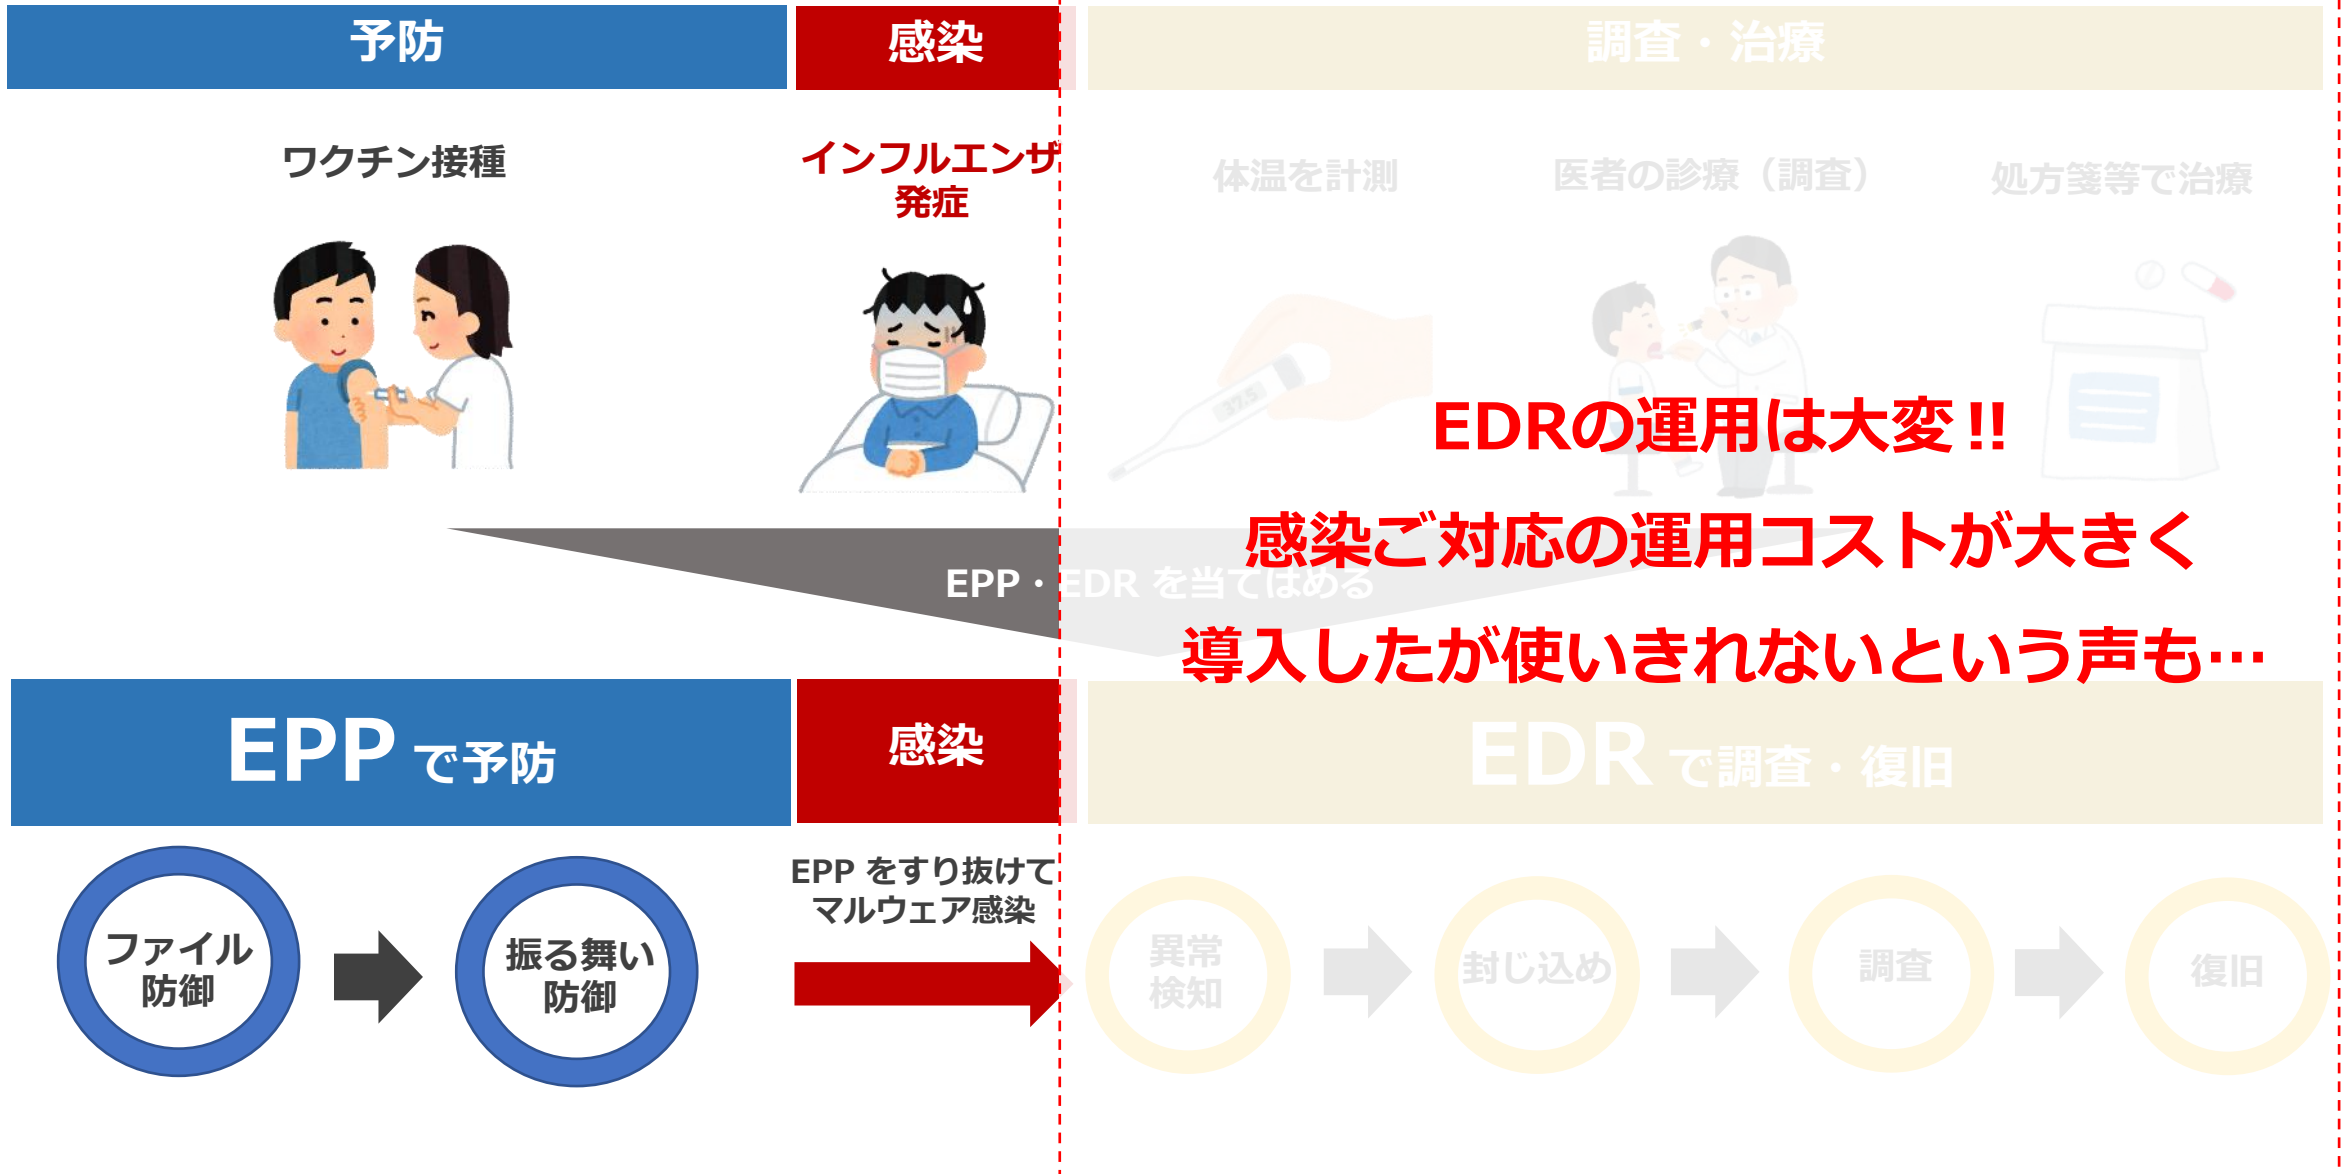 予防
感染
調査・治療
ワクチン接種
インフルエンザ
発症
体温を計測
医者の診療（調査）
処方箋等で治療
37.5
EDRの運用は大変‼
感染ご対応の運用コストが大きく
導入したが使いきれないという声も…
EPP・EDR を当てはめる
EPP で予防
感染
EDR で調査・復旧
EPP をすり抜けて
マルウェア感染
ファイル
防御
振る舞い
防御
異常
検知
封じ込め
調査
復旧